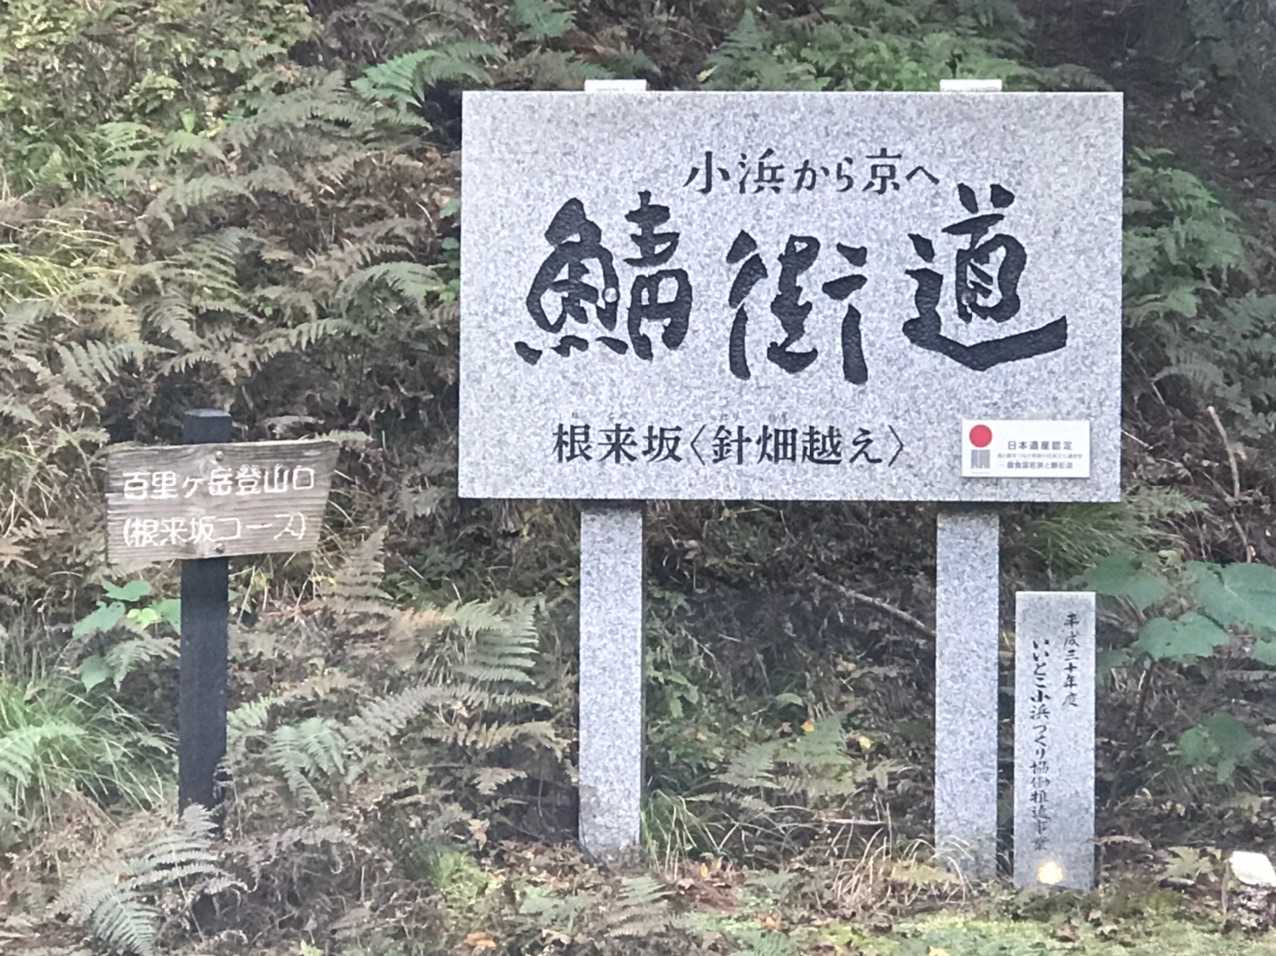 小浜から京へ
鯖街道
根来坂〈針畑越え〉
日本遺産認定
百里ヶ岳登山口
(根来坂コース)
平成三十年度
いいとこ小浜づくり協働推進事業